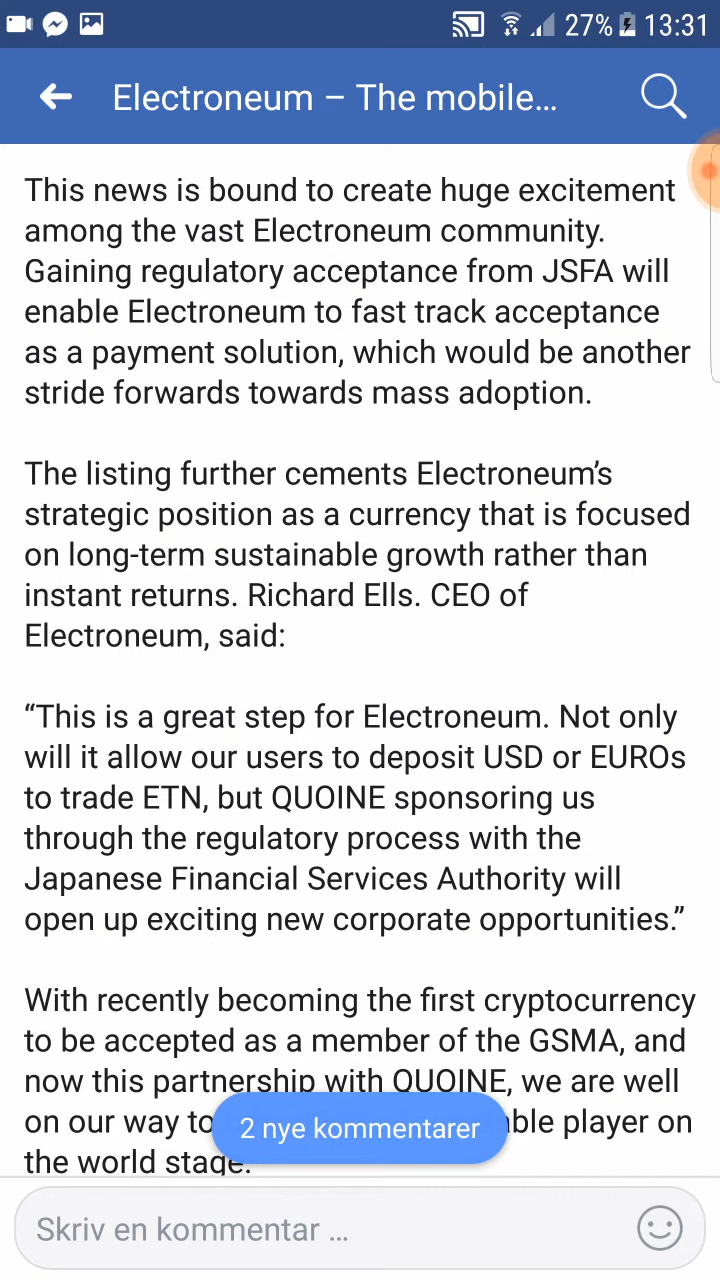 27% 13:31
Electroneum – The mobile...
This news is bound to create huge excitement
among the vast Electroneum community.
Gaining regulatory acceptance from JSFA will
enable Electroneum to fast track acceptance
as a payment solution, which would be another
stride forwards towards mass adoption.
The listing further cements Electroneum's
strategic position as a currency that is focused
on long-term sustainable growth rather than
instant returns. Richard Ells. CEO of
Electroneum, said:
“This is a great step for Electroneum. Not only
will it allow our users to deposit USD or EUROs
to trade ETN, but QUOINE sponsoring us
through the regulatory process with the
Japanese Financial Services Authority will
open up exciting new corporate opportunities.”
With recently becoming the first cryptocurrency
to be accepted as a member of the GSMA, and
now this partnership with QUOINE, we are well
on our way to player on
2 nye kommentarer
the world stage.
Skriv en kommentar ...